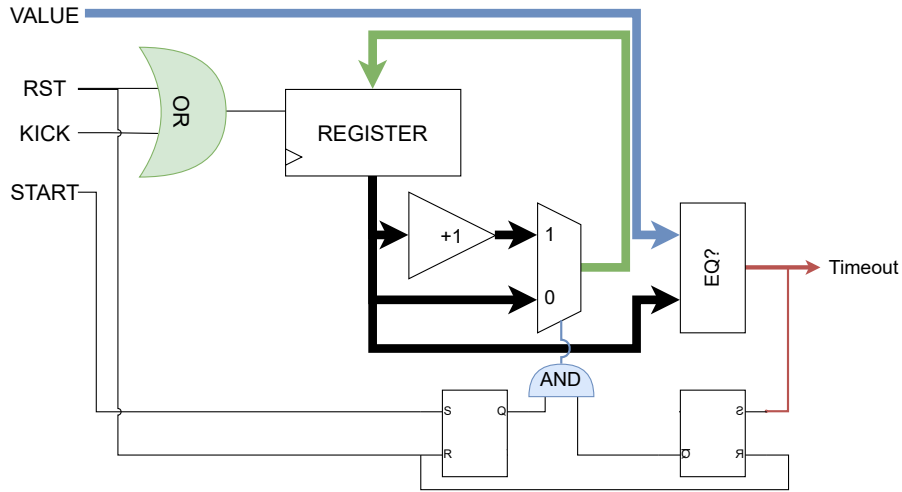 VALUE
RST
KICK
START
OR
REGISTER
+1
1
0
EQ?
Timeout
AND
S
Q
R
S
Q
R